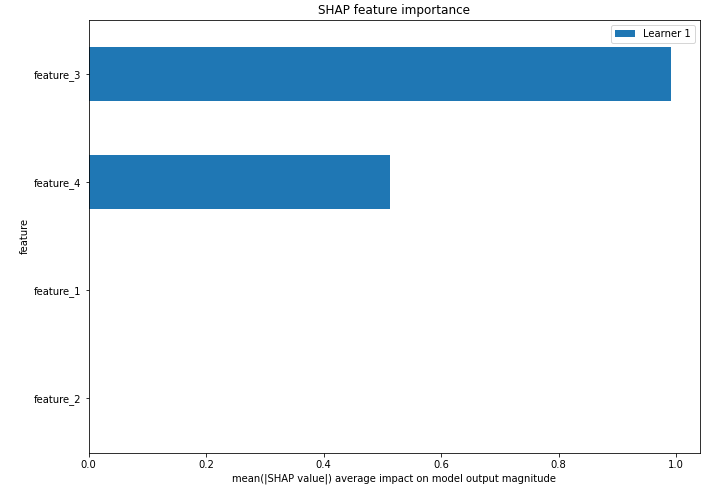 SHAP feature importance
Learner 1
feature_3
feature_4
feature_1
feature_2
feature
0.0 0.2 0.4 0.6 0.8 1.0
mean(|SHAP value|) average impact on model output magnitude